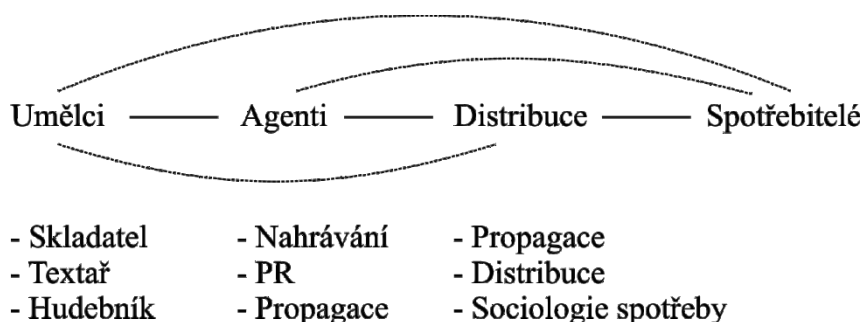 Umělci Agenti Distribuce Spotřebitelé
- Skladatel - Nahrávání - Propagace
- Textař - PR - Distribuce
- Hudebník - Propagace - Sociologie spotřeby